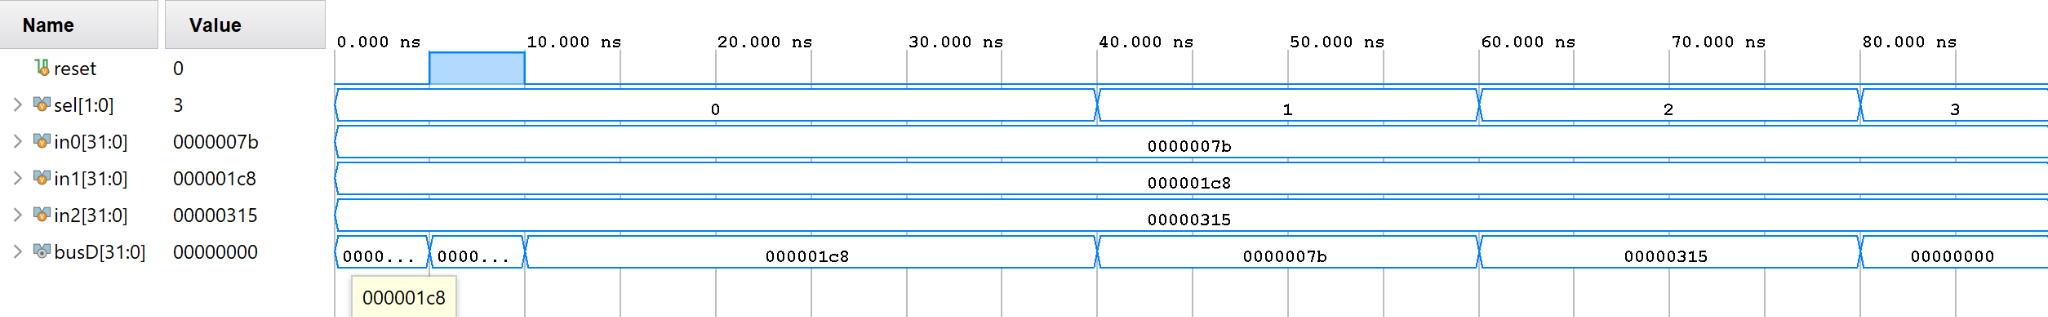 Name Value
0.000 ns 10.000 ns 20.000 ns 30.000 ns 40.000 ns 50.000 ns 60.000 ns 70.000 ns 80.000 ns
reset 0
sel[1:0] 3 0 1 2 3
in0[31:0] 0000007b 0000007b
in1[31:0] 000001c8 000001c8
in2[31:0] 00000315 00000315
busD[31:0] 00000000 0000... 0000... 000001c8 0000007b 00000315 00000000
000001c8